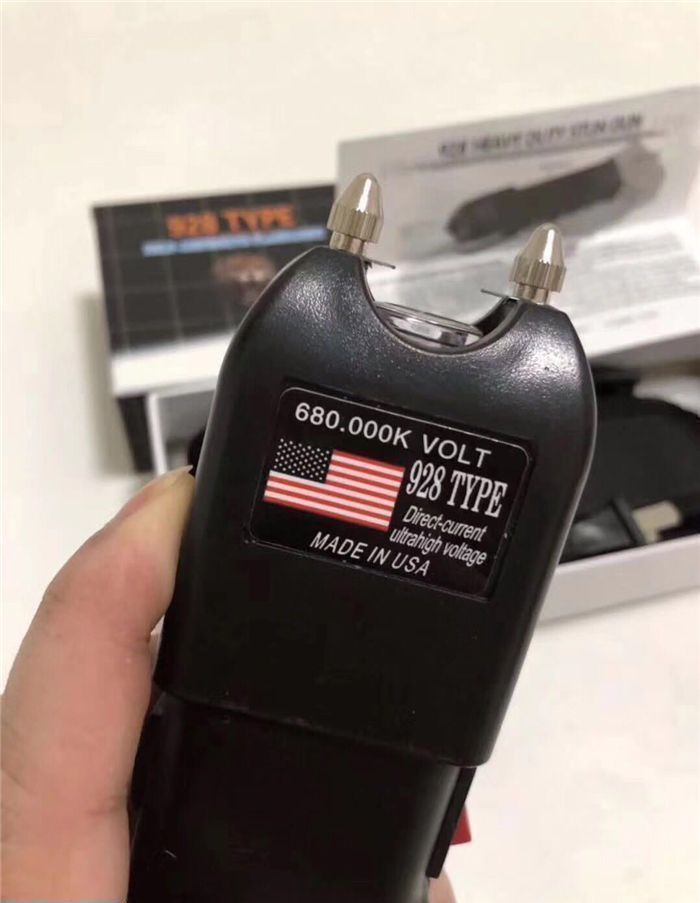 928 HEAVY DUTY STUN GUN
928 TYPE
680.000K VOLT
928 TYPE
Direct-current
ultrahigh voltage
MADE IN USA